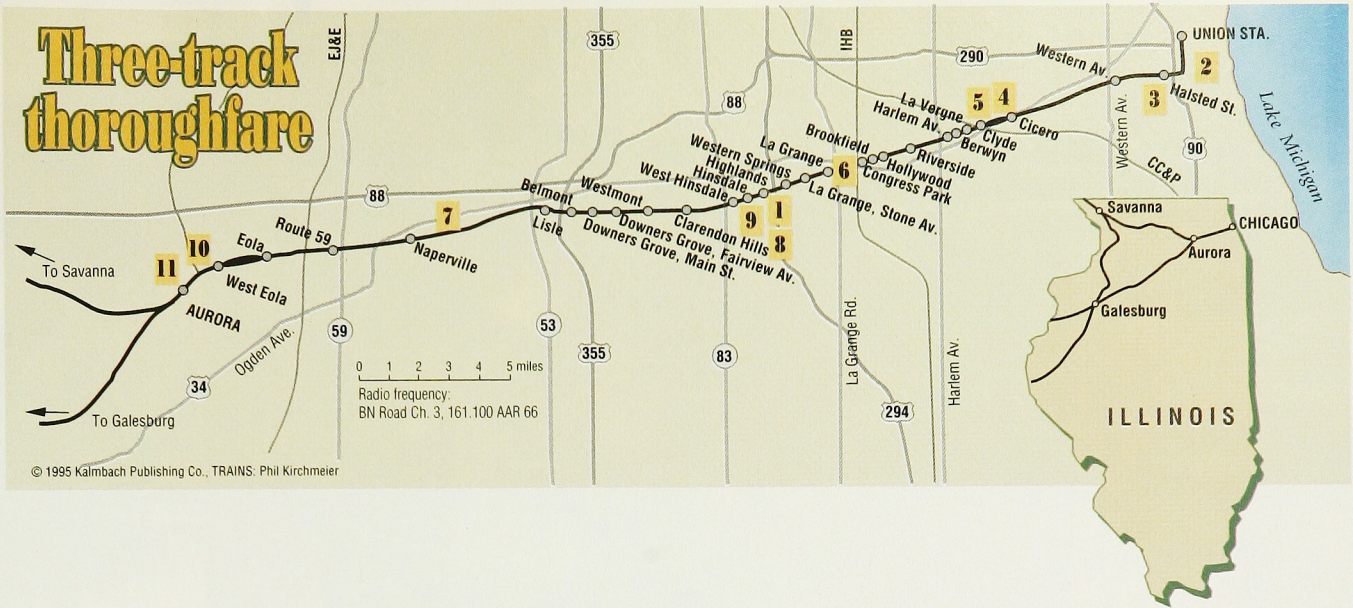 Three-track
thoroughfare
EJ&E
355
IHB
290
Western Av.
UNION STA.
2
3
Halsted St.
Lake Michigan
88
5
4
La Vergne
Harlem Av.
Cicero
Clyde
Berwyn
Western Av.
90
CC&P
Brookfield
Riverside
Hollywood
Congress Park
La Grange
6
Western Springs
Highlands
Hinsdale
West Hinsdale
La Grange, Stone Av.
88
Belmont
Westmont
9
1
8
7
Lisle
Clarendon Hills
Downers Grove, Fairview Av.
Downers Grove, Main St.
Route 59
Naperville
10
Eola
11
West Eola
To Savanna
AURORA
Ogden Ave.
59
53
355
83
La Grange Rd.
Harlem Av.
294
34
0 1 2 3 4 5 miles
Radio frequency:
BN Road Ch. 3, 161.100 AAR 66
To Galesburg
© 1995 Kalmbach Publishing Co., TRAINS: Phil Kirchmeier
Savanna
CHICAGO
Aurora
Galesburg
ILLINOIS